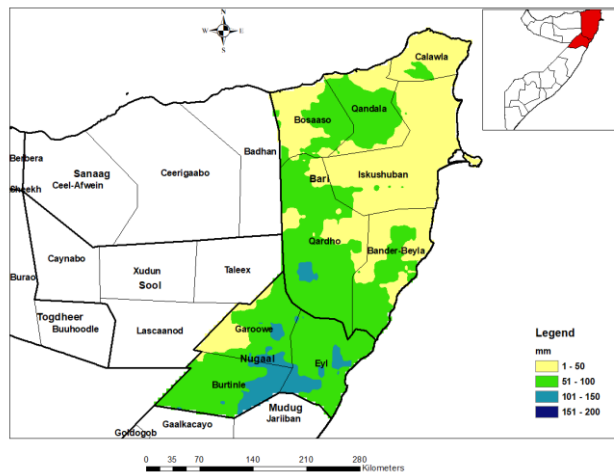 N
W E
S
Calawla
Qandala
Bosaaso
Berbera
Sanaag
Badhan
Sheekh
Ceel-Afwein
Ceerigaabo
Bari
Iskushuban
Qardho
Bander-Beyla
Caynabo
Xudun
Taleex
Burao
Sool
Togdheer
Buuhoodle
Lascaanod
Garoowe
Nugaal
Eyl
Burtinle
Mudug
Jariiban
Gaalkacayo
Goldogob
Legend
mm
1 - 50
51 - 100
101 - 150
151 - 200
0 35 70 140 210 280
Kilometers